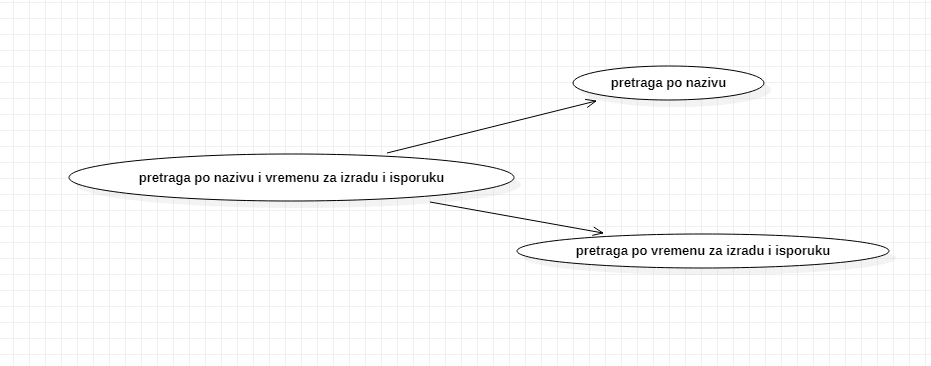 pretraga po nazivu
pretraga po nazivu i vremenu za izradu i isporuku
pretraga po vremenu za izradu i isporuku